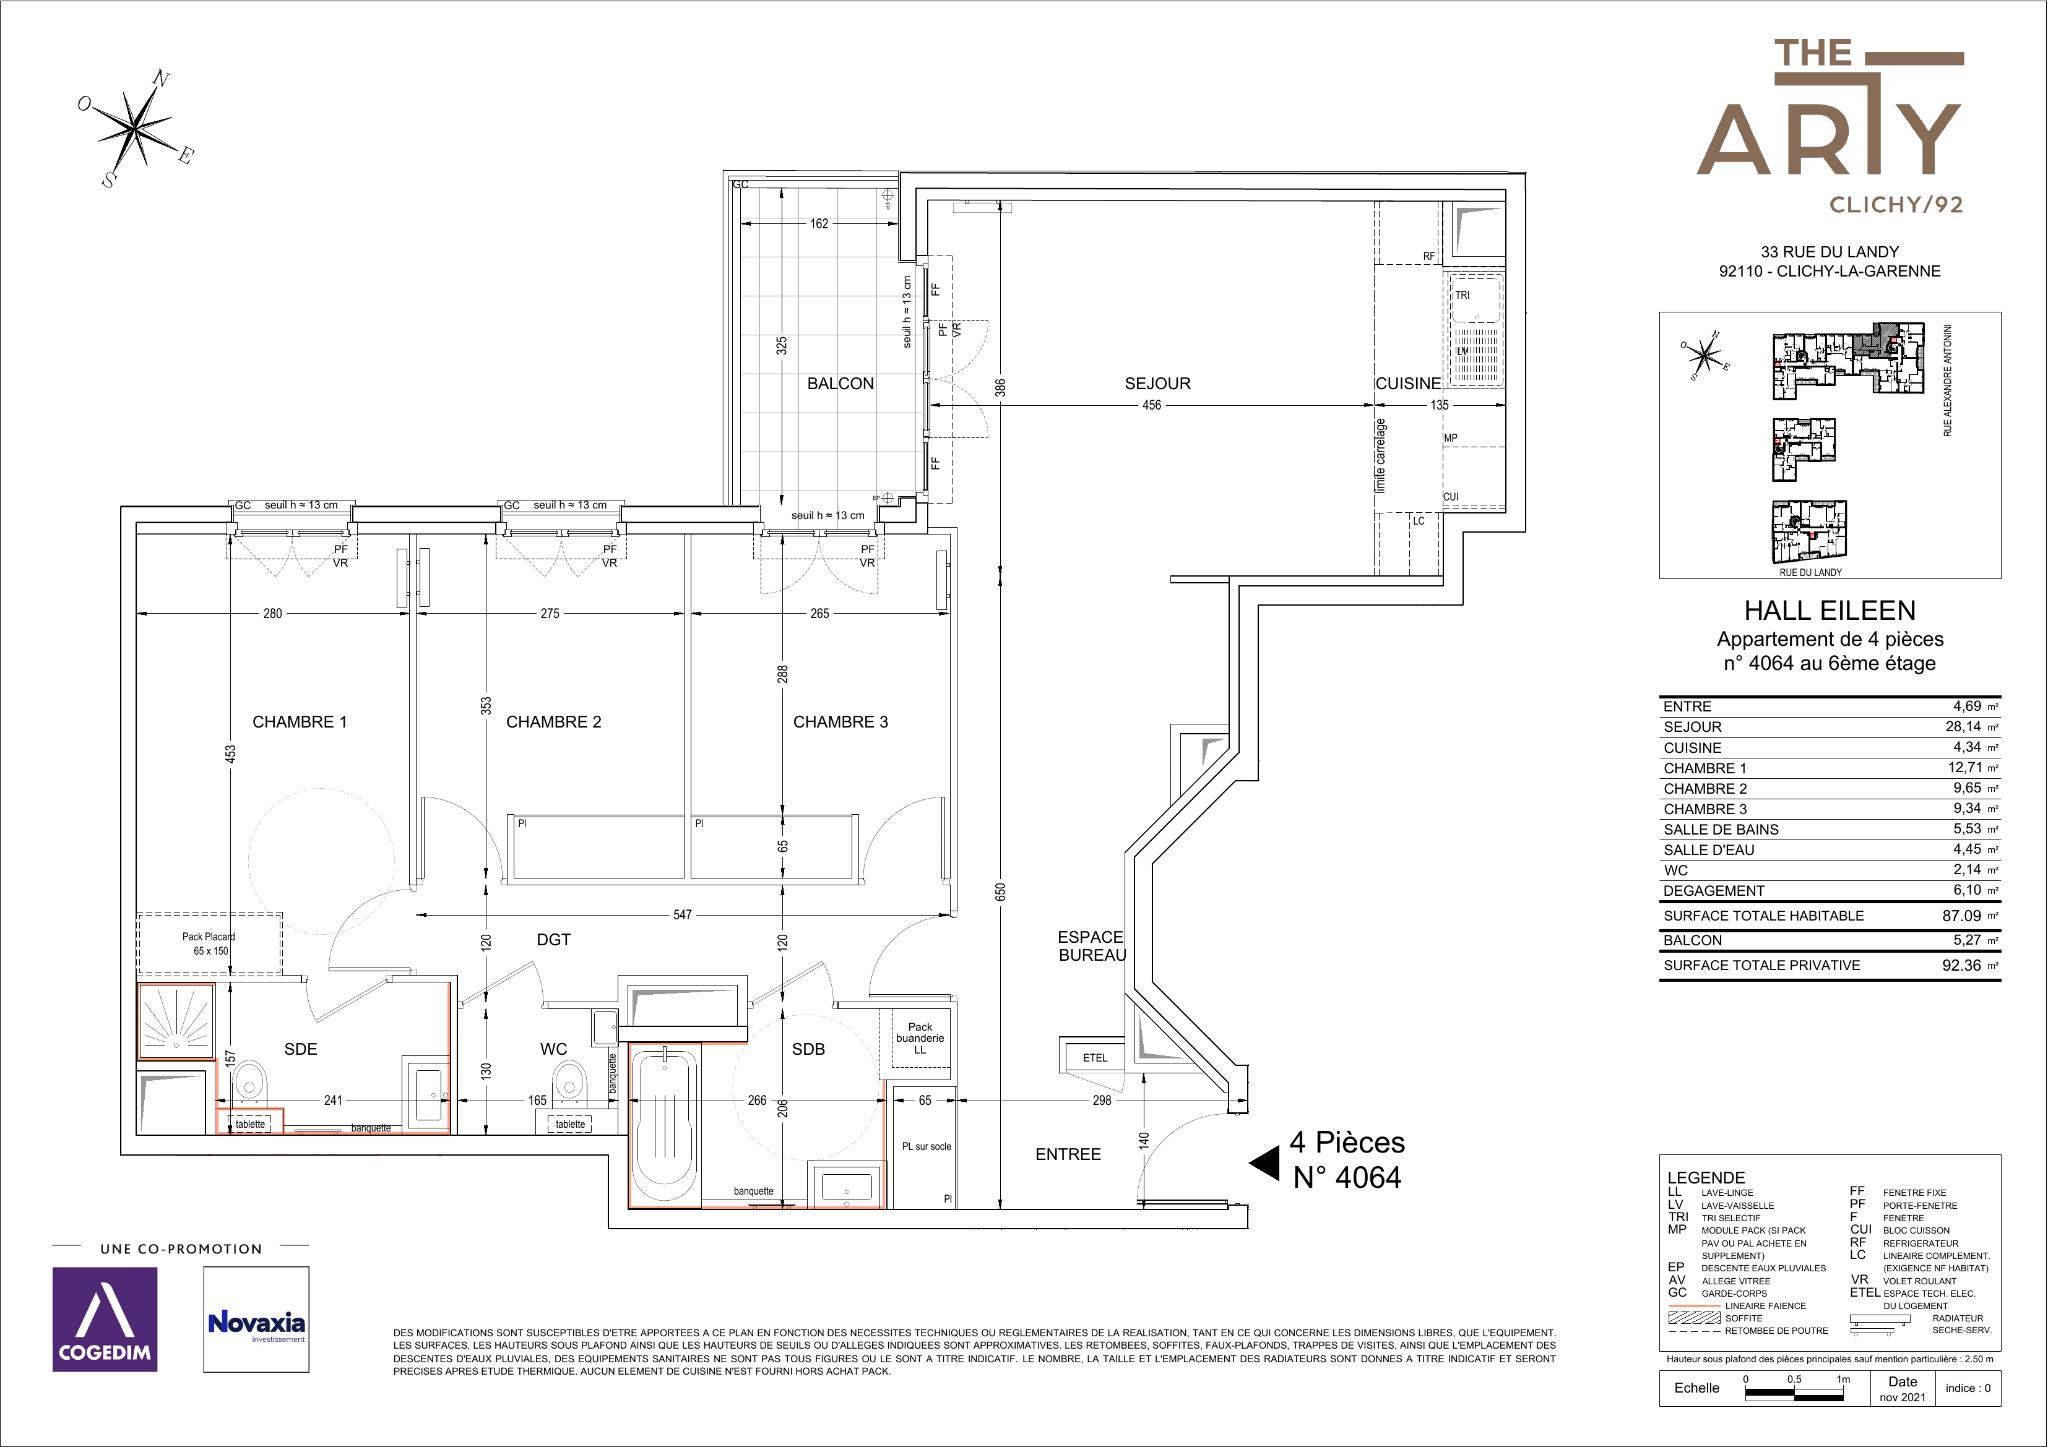 N
O
E
S
THE
ARTY
CLICHY/92
33 RUE DU LANDY
92110 - CLICHY-LA-GARENNE
N
O
E
S
RUE ALEXANDRE ANTONINI
RUE DU LANDY
HALL EILEEN
Appartement de 4 pièces
n° 4064 au 6ème étage
ENTRE 4,69 m²
SEJOUR 28,14 m²
CUISINE 4,34 m²
CHAMBRE 1 12,71 m²
CHAMBRE 2 9,65 m²
CHAMBRE 3 9,34 m²
SALLE DE BAINS 5,53 m²
SALLE D'EAU 4,45 m²
WC 2,14 m²
DEGAGEMENT 6,10 m²
SURFACE TOTALE HABITABLE 87.09 m²
BALCON 5,27 m²
SURFACE TOTALE PRIVATIVE 92.36 m²
GC
EP
162
325
BALCON
seuil h ≈ 13 cm
FF
PF
VR
FF
EP
386
SEJOUR
456
RF
TRI
LV
CUISINE
135
limite carrelage
MP
CUI
LC
GC seuil h ≈ 13 cm
GC seuil h ≈ 13 cm
seuil h ≈ 13 cm
PF
VR
PF
VR
PF
VR
280
275
265
288
353
453
CHAMBRE 1
CHAMBRE 2
CHAMBRE 3
PI
PI
65
650
547
Pack Placard
65 x 150
DGT
120
120
ESPACE
BUREAU
SDE
157
WC
130
banquette
SDB
Pack
buanderie
LL
ETEL
241
165
266
206
65
298
tablette
banquette
tablette
PL sur socle
140
ENTREE
banquette
PI
4 Pièces
N° 4064
LEGENDE
LL LAVE-LINGE
LV LAVE-VAISSELLE
TRI TRI SELECTIF
MP MODULE PACK (SI PACK
PAV OU PAL ACHETE EN
SUPPLEMENT)
EP DESCENTE EAUX PLUVIALES
AV ALLEGE VITREE
GC GARDE-CORPS
LINEAIRE FAIENCE
SOFFITE
RETOMBEE DE POUTRE
FF FENETRE FIXE
PF PORTE-FENETRE
F FENETRE
CUI BLOC CUISSON
RF REFRIGERATEUR
LC LINEAIRE COMPLEMENT.
(EXIGENCE NF HABITAT)
VR VOLET ROULANT
ETEL ESPACE TECH. ELEC.
DU LOGEMENT
RADIATEUR
SECHE-SERV.
Hauteur sous plafond des pièces principales sauf mention particulière : 2.50 m
Echelle
0 0.5 1m
Date
nov 2021
indice : 0
UNE CO-PROMOTION
COGEDIM
Novaxia
investissement
DES MODIFICATIONS SONT SUSCEPTIBLES D'ETRE APPORTEES A CE PLAN EN FONCTION DES NECESSITES TECHNIQUES OU REGLEMENTAIRES DE LA REALISATION, TANT EN CE QUI CONCERNE LES DIMENSIONS LIBRES, QUE L'EQUIPEMENT.
LES SURFACES, LES HAUTEURS SOUS PLAFOND AINSI QUE LES HAUTEURS DE SEUILS OU D'ALLEGES INDIQUEES SONT APPROXIMATIVES. LES RETOMBEES, SOFFITES, FAUX-PLAFONDS, TRAPPES DE VISITES, AINSI QUE L'EMPLACEMENT DES
DESCENTES D'EAUX PLUVIALES, DES EQUIPEMENTS SANITAIRES NE SONT PAS TOUS FIGURES OU LE SONT A TITRE INDICATIF. LE NOMBRE, LA TAILLE ET L'EMPLACEMENT DES RADIATEURS SONT DONNES A TITRE INDICATIF ET SERONT
PRECISES APRES ETUDE THERMIQUE. AUCUN ELEMENT DE CUISINE N'EST FOURNI HORS ACHAT PACK.